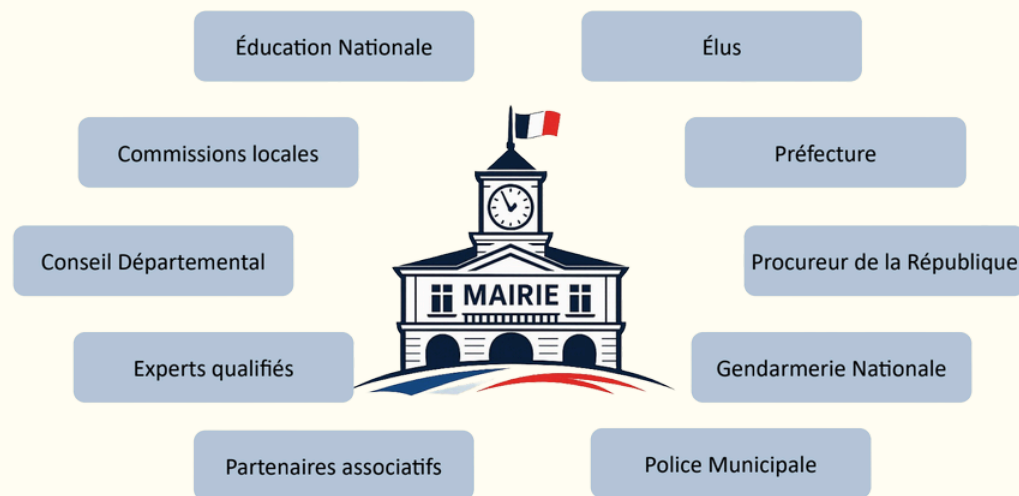 Éducation Nationale
Élus
Commissions locales
Préfecture
Conseil Départemental
Procureur de la République
MAIRIE
Experts qualifiés
Gendarmerie Nationale
Partenaires associatifs
Police Municipale